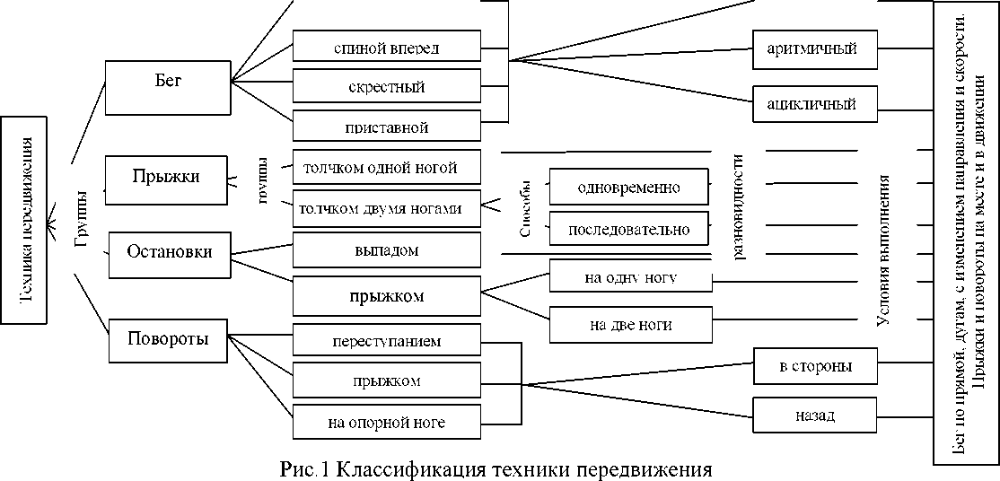 Техника передвижения
Группы
Бег
Прыжки
Остановки
Повороты
группы
спиной вперед
скрестный
приставной
толчком одной ногой
толчком двумя ногами
выпадом
прыжком
переступанием
прыжком
на опорной ноге
Способы
одновременно
последовательно
на одну ногу
на две ноги
разновидности
аритмичный
ацикличный
в стороны
назад
Условия выполнения
Бег по прямой, дугам, с изменением направления и скорости.
Прыжки и повороты на месте и в движении
Рис.1 Классификация техники передвижения